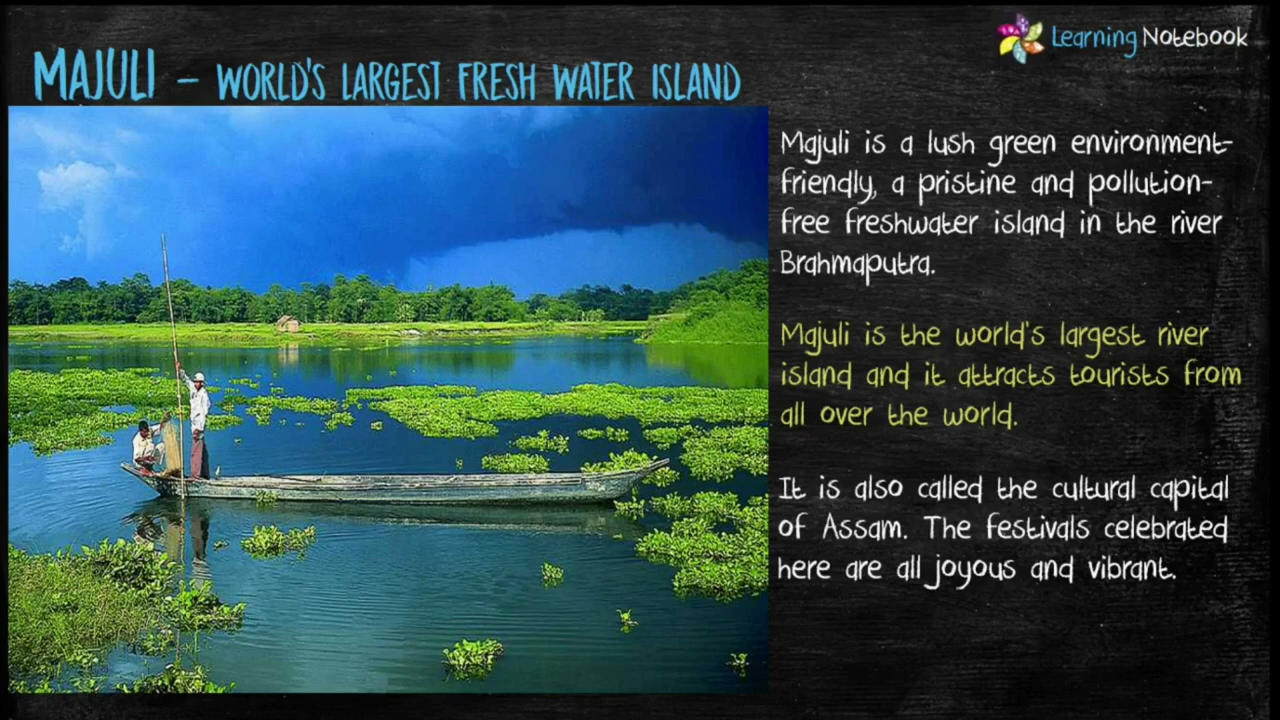 Learning Notebook
MAJULI – WORLD'S LARGEST FRESH WATER ISLAND
Majuli is a lush green environment-
friendly, a pristine and pollution-
free freshwater island in the river
Brahmaputra.
Majuli is the world's largest river
island and it attracts tourists from
all over the world.
It is also called the cultural capital
of Assam. The festivals celebrated
here are all joyous and vibrant.